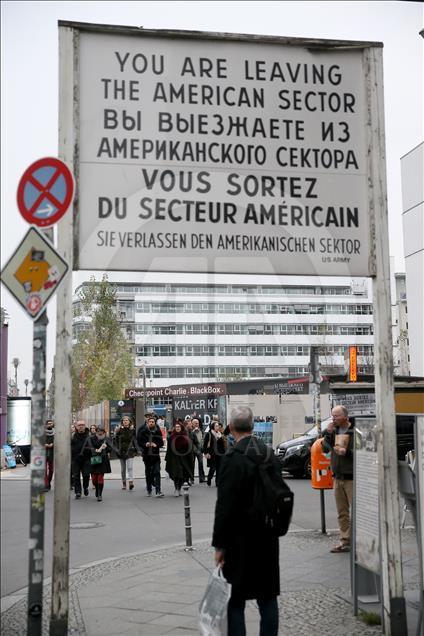 YOU ARE LEAVING
THE AMERICAN SECTOR
ВЫ ВЫЕЗЖАЕТЕ ИЗ
АМЕРИКАНСКОГО СЕКТОРА
VOUS SORTEZ
DU SECTEUR AMÉRICAIN
SIE VERLASSEN DEN AMERIKANISCHEN SEKTOR
US ARMY
Checkpoint Charlie BlackBox
KALTER